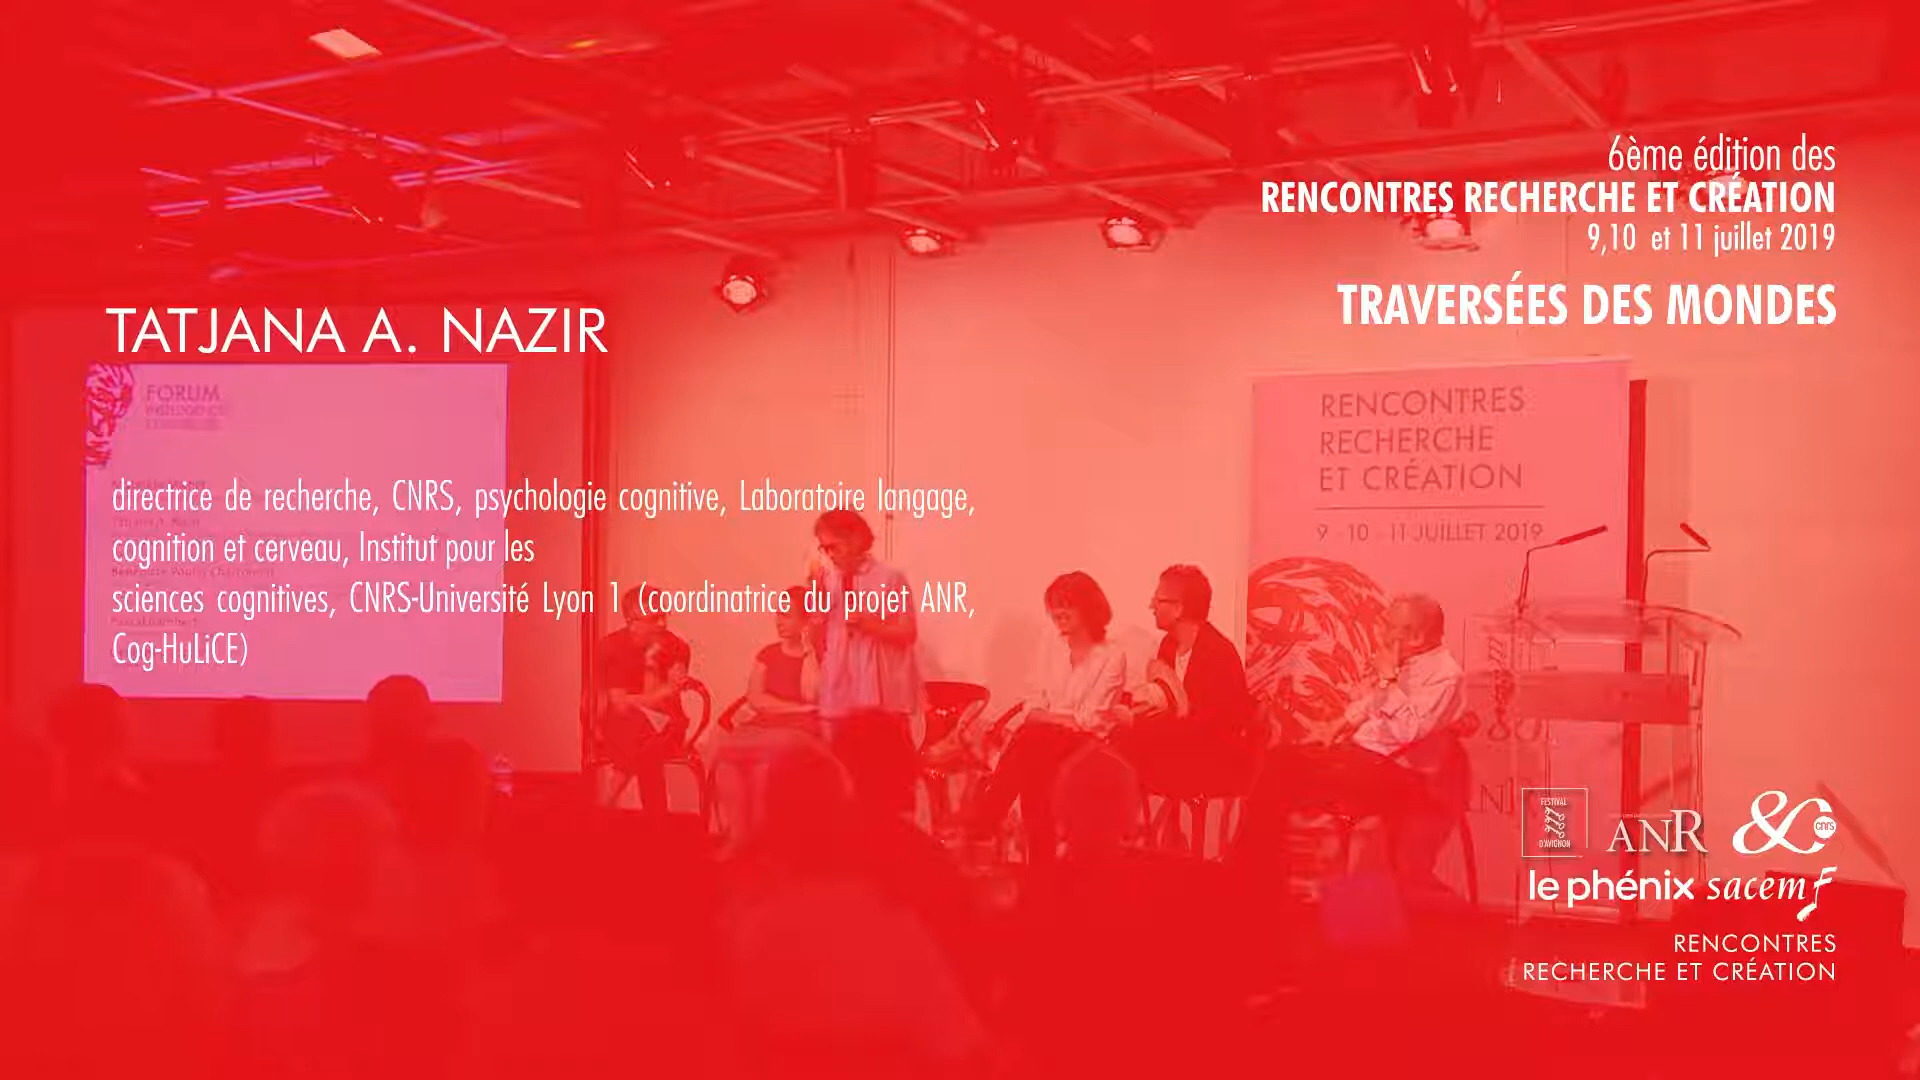 6ème édition des
RENCONTRES RECHERCHE ET CRÉATION
9,10 et 11 juillet 2019
TRAVERSÉES DES MONDES
TATJANA A. NAZIR
directrice de recherche, CNRS, psychologie cognitive, Laboratoire langage,
cognition et cerveau, Institut pour les
sciences cognitives, CNRS-Université Lyon 1 (coordinatrice du projet ANR,
Cog-HuLiCE)
FORUM
RENCONTRES
RECHERCHE
ET CRÉATION
9 - 10 - 11 JUILLET 2019
FESTIVAL
D'AVIGNON
ANR
& cnrs
le phénix sacem
RENCONTRES
RECHERCHE ET CRÉATION